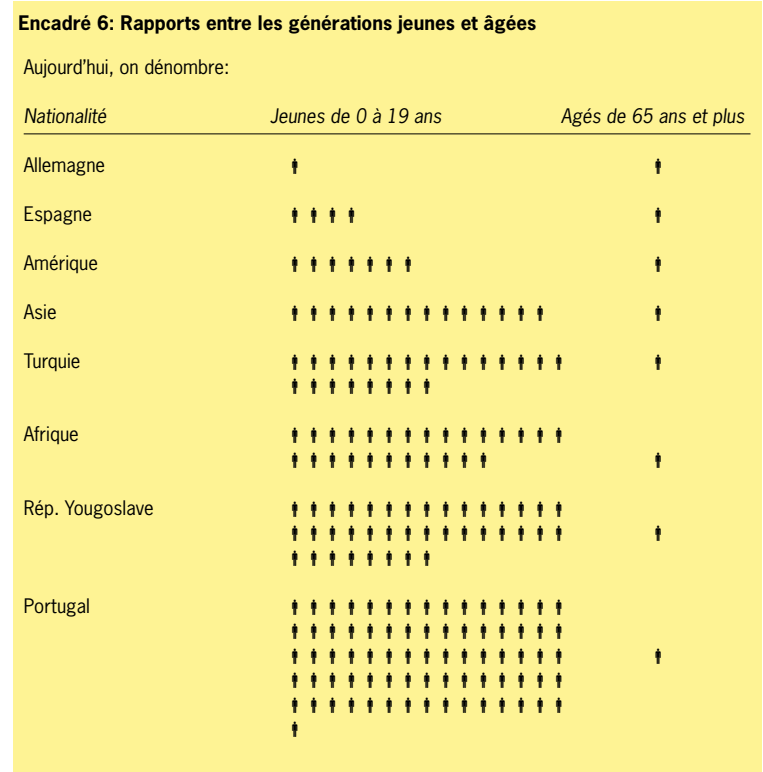 Encadré 6: Rapports entre les générations jeunes et âgées
Aujourd'hui, on dénombre:
Nationalité Jeunes de 0 à 19 ans Agés de 65 ans et plus
Allemagne
Espagne
Amérique
Asie
Turquie
Afrique
Rép. Yougoslave
Portugal